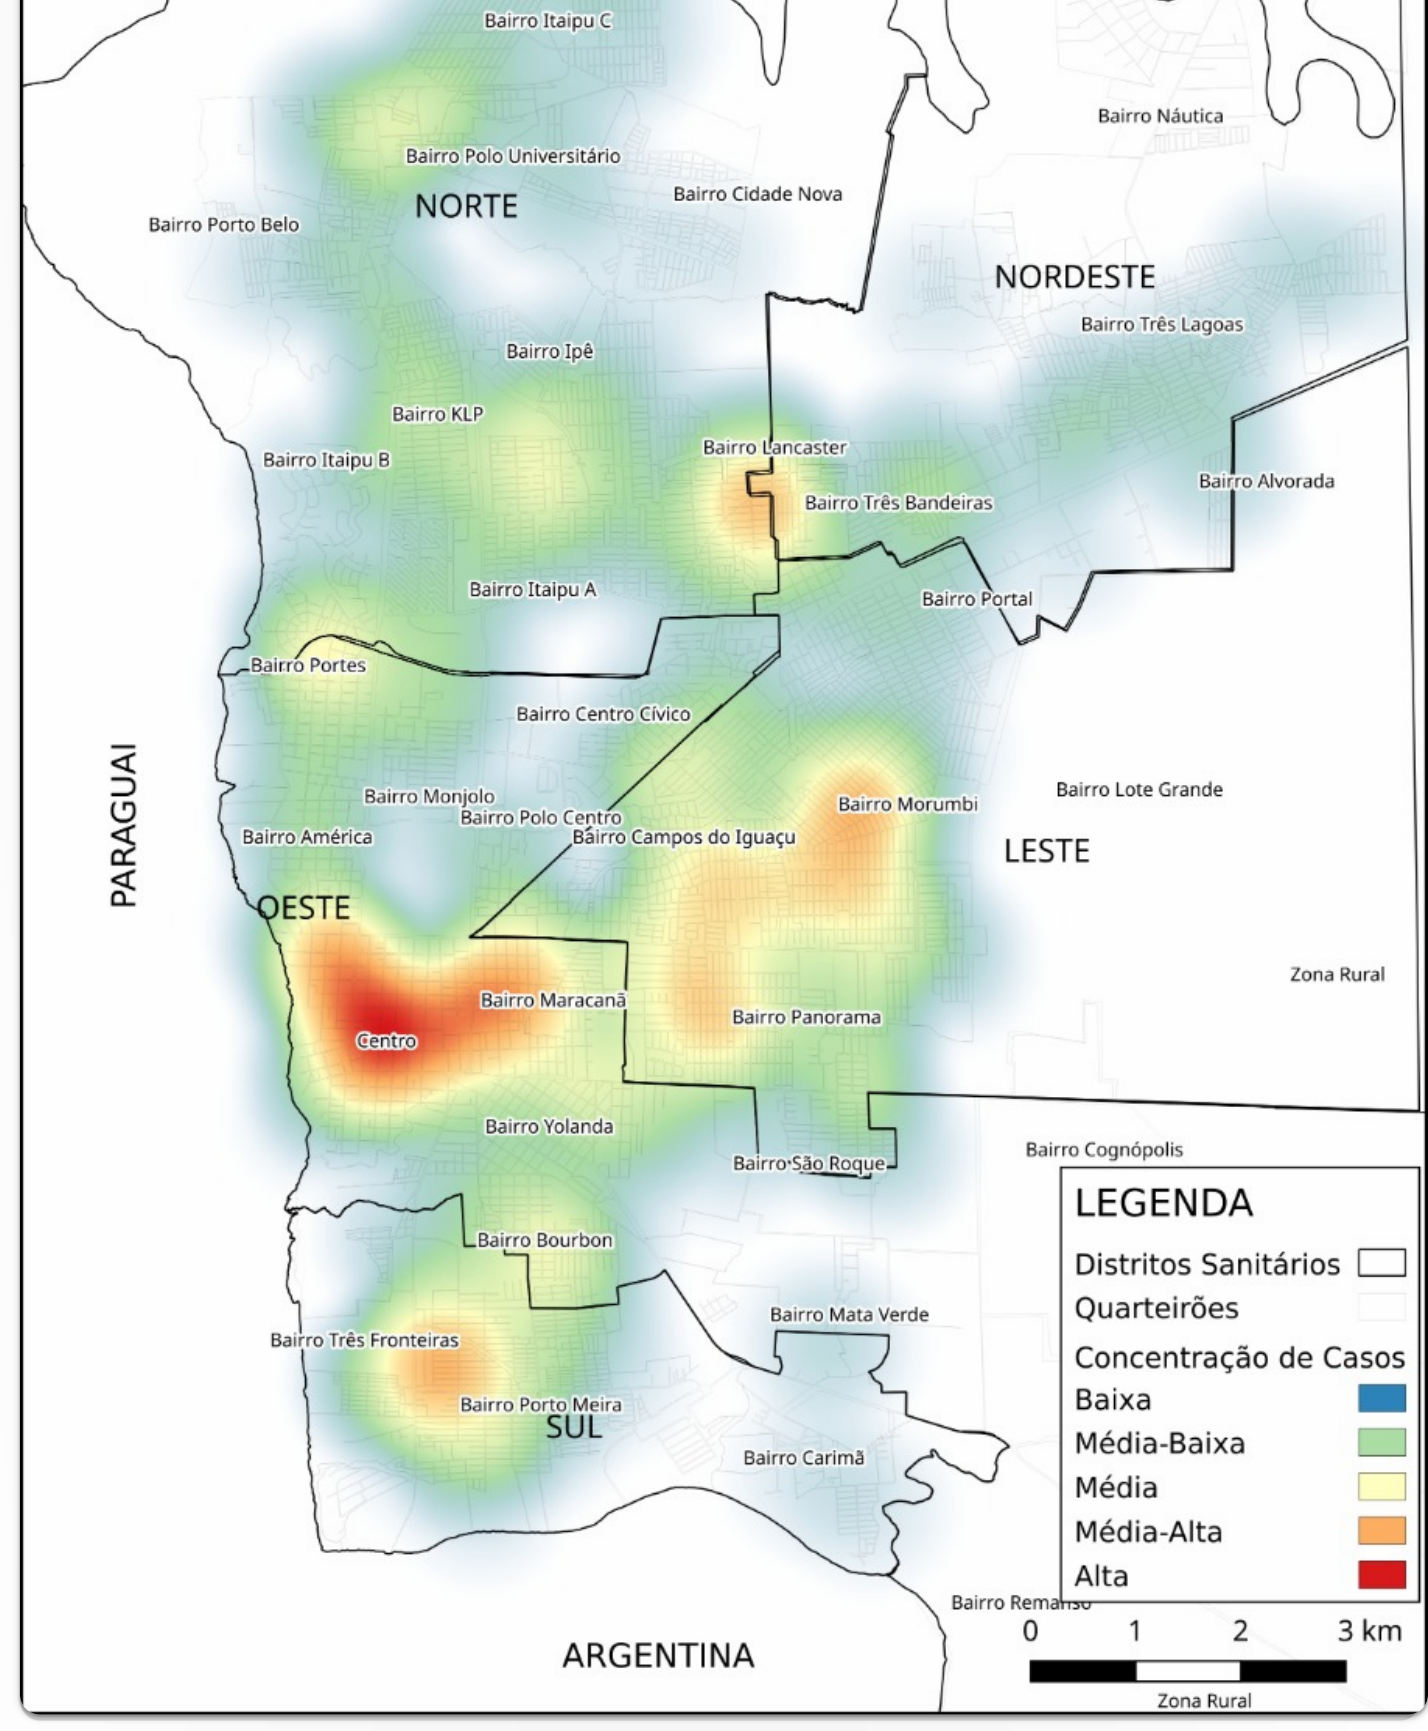 Bairro Itaipu C
Bairro Náutica
Bairro Polo Universitário
Bairro Cidade Nova
NORTE
Bairro Porto Belo
NORDESTE
Bairro Três Lagoas
Bairro Ipê
Bairro KLP
Bairro Lancaster
Bairro Itaipu B
Bairro Alvorada
Bairro Três Bandeiras
Bairro Itaipu A
Bairro Portal
Bairro Portes
Bairro Centro Cívico
PARAGUAI
Bairro Monjolo
Bairro Lote Grande
Bairro Morumbi
Bairro Polo Centro
Bairro América
Bairro Campos do Iguaçu
LESTE
OESTE
Zona Rural
Bairro Maracanã
Bairro Panorama
Centro
Bairro Yolanda
Bairro São Roque
Bairro Cognópolis
LEGENDA
Distritos Sanitários
Quarteirões
Concentração de Casos
Baixa
Média-Baixa
Média
Média-Alta
Alta
Bairro Bourbon
Bairro Mata Verde
Bairro Três Fronteiras
Bairro Porto Meira
SUL
Bairro Carimã
Bairro Remanso
0 1 2 3 km
ARGENTINA
Zona Rural